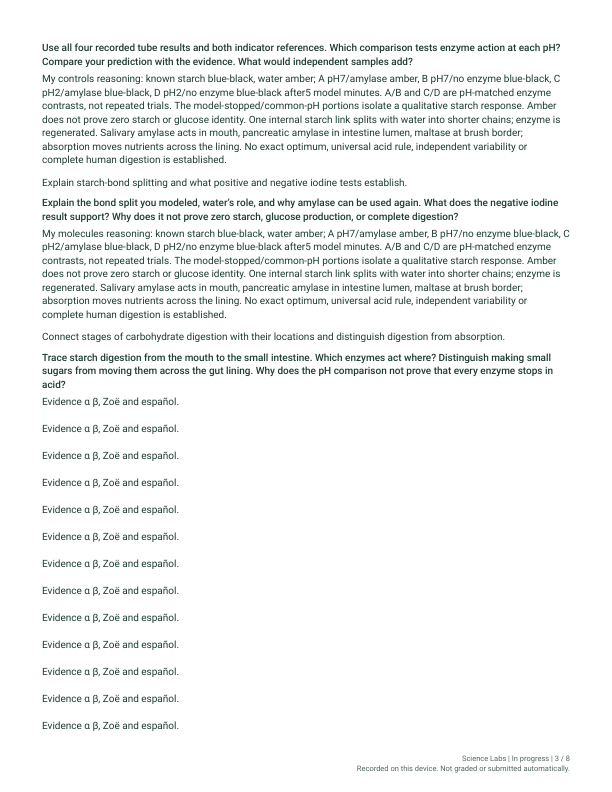 Use all four recorded tube results and both indicator references. Which comparison tests enzyme action at each pH?
Compare your prediction with the evidence. What would independent samples add?
My controls reasoning: known starch blue-black, water amber; A pH7/amylase amber, B pH7/no enzyme blue-black, C
pH2/amylase blue-black, D pH2/no enzyme blue-black after5 model minutes. A/B and C/D are pH-matched enzyme
contrasts, not repeated trials. The model-stopped/common-pH portions isolate a qualitative starch response. Amber
does not prove zero starch or glucose identity. One internal starch link splits with water into shorter chains; enzyme is
regenerated. Salivary amylase acts in mouth, pancreatic amylase in intestine lumen, maltase at brush border;
absorption moves nutrients across the lining. No exact optimum, universal acid rule, independent variability or
complete human digestion is established.
Explain starch-bond splitting and what positive and negative iodine tests establish.
Explain the bond split you modeled, water's role, and why amylase can be used again. What does the negative iodine
result support? Why does it not prove zero starch, glucose production, or complete digestion?
My molecules reasoning: known starch blue-black, water amber; A pH7/amylase amber, B pH7/no enzyme blue-black, C
pH2/amylase blue-black, D pH2/no enzyme blue-black after5 model minutes. A/B and C/D are pH-matched enzyme
contrasts, not repeated trials. The model-stopped/common-pH portions isolate a qualitative starch response. Amber
does not prove zero starch or glucose identity. One internal starch link splits with water into shorter chains; enzyme is
regenerated. Salivary amylase acts in mouth, pancreatic amylase in intestine lumen, maltase at brush border;
absorption moves nutrients across the lining. No exact optimum, universal acid rule, independent variability or
complete human digestion is established.
Connect stages of carbohydrate digestion with their locations and distinguish digestion from absorption.
Trace starch digestion from the mouth to the small intestine. Which enzymes act where? Distinguish making small
sugars from moving them across the gut lining. Why does the pH comparison not prove that every enzyme stops in
acid?
Evidence α β, Zoë and español.
Evidence α β, Zoë and español.
Evidence α β, Zoë and español.
Evidence α β, Zoë and español.
Evidence α β, Zoë and español.
Evidence α β, Zoë and español.
Evidence α β, Zoë and español.
Evidence α β, Zoë and español.
Evidence α β, Zoë and español.
Evidence α β, Zoë and español.
Evidence α β, Zoë and español.
Evidence α β, Zoë and español.
Evidence α β, Zoë and español.
Science Labs | In progress | 3 / 8
Recorded on this device. Not graded or submitted automatically.